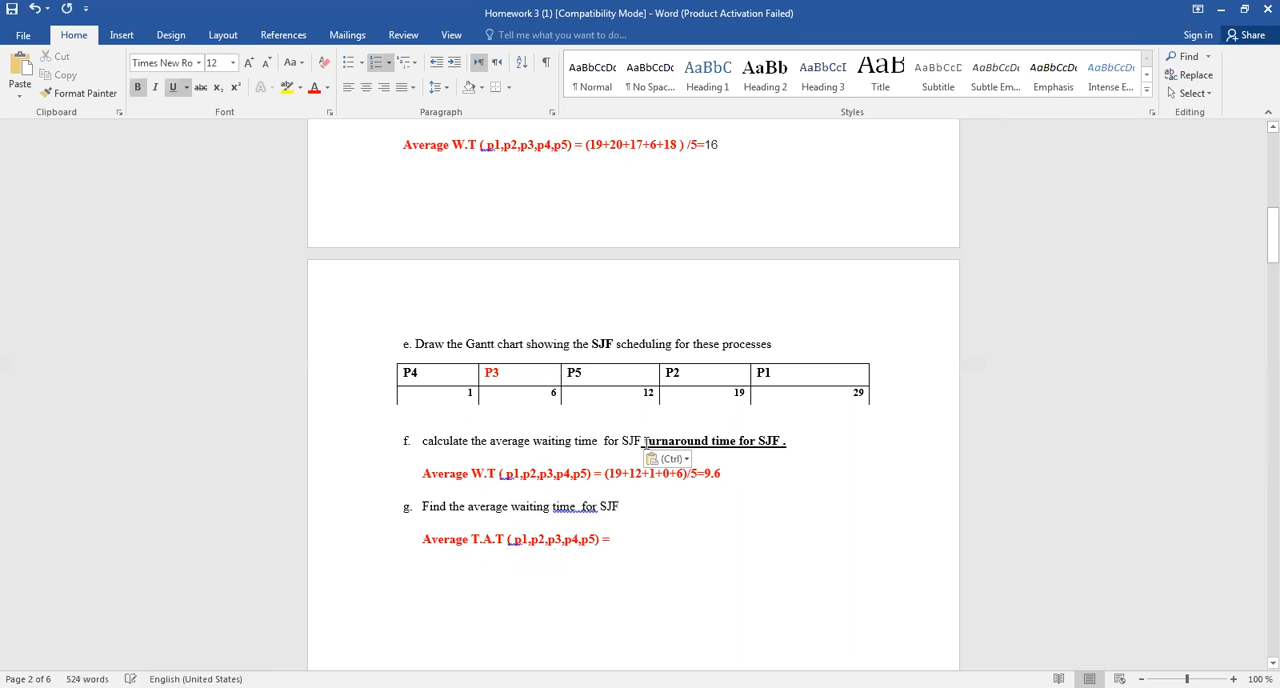 Homework 3 (1) [Compatibility Mode] - Word (Product Activation Failed)
File Home Insert Design Layout References Mailings Review View Tell me what you want to do... Sign in Share
Paste Cut Copy Format Painter
Times New Ro 12 Aa A
B I U abc x₂ x² A A
AaBbCcDc AaBbCcDc AaBbC AaBb AaBbCcI AaB AaBbCcD AaBbCcDc AaBbCcDc AaBbCcDc
¶ Normal ¶ No Spac... Heading 1 Heading 2 Heading 3 Title Subtitle Subtle Em... Emphasis Intense E...
Find
Replace
Select
Clipboard Font Paragraph Styles Editing
Average W.T ( p1,p2,p3,p4,p5) = (19+20+17+6+18 ) /5=16
e. Draw the Gantt chart showing the SJF scheduling for these processes
P4 P3 P5 P2 P1
1 6 12 19 29
f. calculate the average waiting time for SJF turnaround time for SJF .
(Ctrl)
Average W.T ( p1,p2,p3,p4,p5) = (19+12+1+0+6)/5=9.6
g. Find the average waiting time for SJF
Average T.A.T ( p1,p2,p3,p4,p5) =
Page 2 of 6 524 words English (United States) 100 %